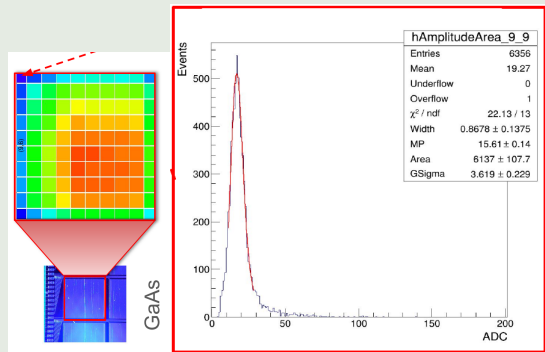 hAmplitudeArea_9_9
Entries 6356
Mean 19.27
Underflow 0
Overflow 1
χ² / ndf 22.13 / 13
Width 0.8678 ± 0.1375
MP 15.61 ± 0.14
Area 6137 ± 107.7
GSigma 3.619 ± 0.229
Events
500
400
300
200
100
0
0 50 100 150 200
ADC
GaAs